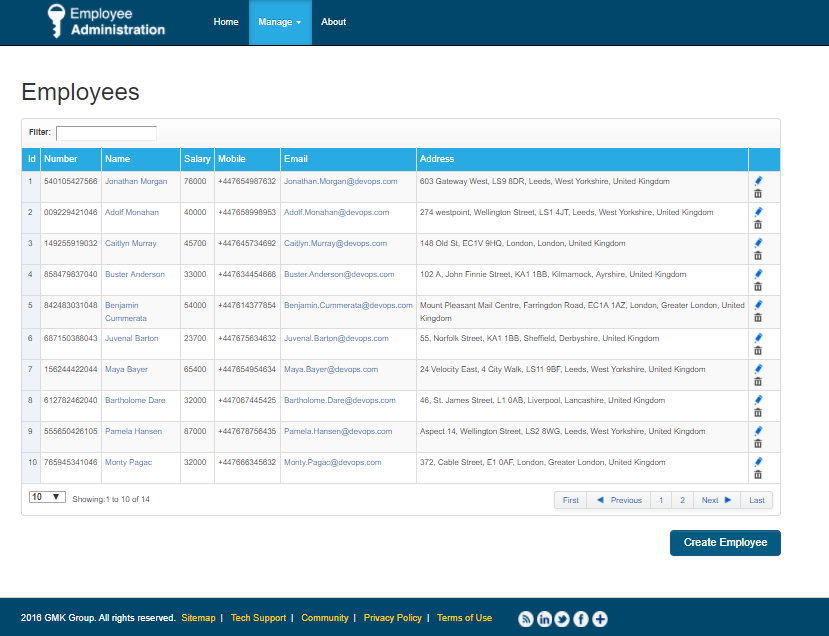 Employee
Administration
Home Manage About
Employees
Filter:
Id Number Name Salary Mobile Email Address
1 540105427566 Jonathan Morgan 76000 +447654987632 Jonathan.Morgan@devops.com 603 Gateway West, LS9 8DR, Leeds, West Yorkshire, United Kingdom
2 009229421046 Adolf Monahan 40000 +447658998953 Adolf.Monahan@devops.com 274 westpoint, Wellington Street, LS1 4JT, Leeds, West Yorkshire, United Kingdom
3 149255919032 Caitlyn Murray 45700 +447645734692 Caitlyn.Murray@devops.com 148 Old St, EC1V 9HQ, London, London, United Kingdom
4 858479837040 Buster Anderson 33000 +447634454668 Buster.Anderson@devops.com 102 A, John Finnie Street, KA1 1BB, Kilmarnock, Ayrshire, United Kingdom
5 842483031048 Benjamin 54000 +447614377854 Benjamin.Cummerata@devops.com Mount Pleasant Mail Centre, Farringdon Road, EC1A 1AZ, London, Greater London, United
Cummerata Kingdom
6 687150388043 Juvenal Barton 23700 +447675634632 Juvenal.Barton@devops.com 55, Norfolk Street, KA1 1BB, Sheffield, Derbyshire, United Kingdom
7 156244422044 Maya Bayer 65400 +447654954634 Maya.Bayer@devops.com 24 Velocity East, 4 City Walk, LS11 9BF, Leeds, West Yorkshire, United Kingdom
8 612782462040 Bartholome Dare 32000 +447067445425 Bartholome.Dare@devops.com 46, St. James Street, L1 0AB, Liverpool, Lancashire, United Kingdom
9 555650426105 Pamela Hansen 87000 +447678756435 Pamela.Hansen@devops.com Aspect 14, Wellington Street, LS2 8WG, Leeds, West Yorkshire, United Kingdom
10 765945341046 Monty Pagac 32000 +447666345632 Monty.Pagac@devops.com 372, Cable Street, E1 0AF, London, Greater London, United Kingdom
10 Showing:1 to 10 of 14 First Previous 1 2 Next Last
Create Employee
2016 GMK Group. All rights reserved. Sitemap | Tech Support | Community | Privacy Policy | Terms of Use